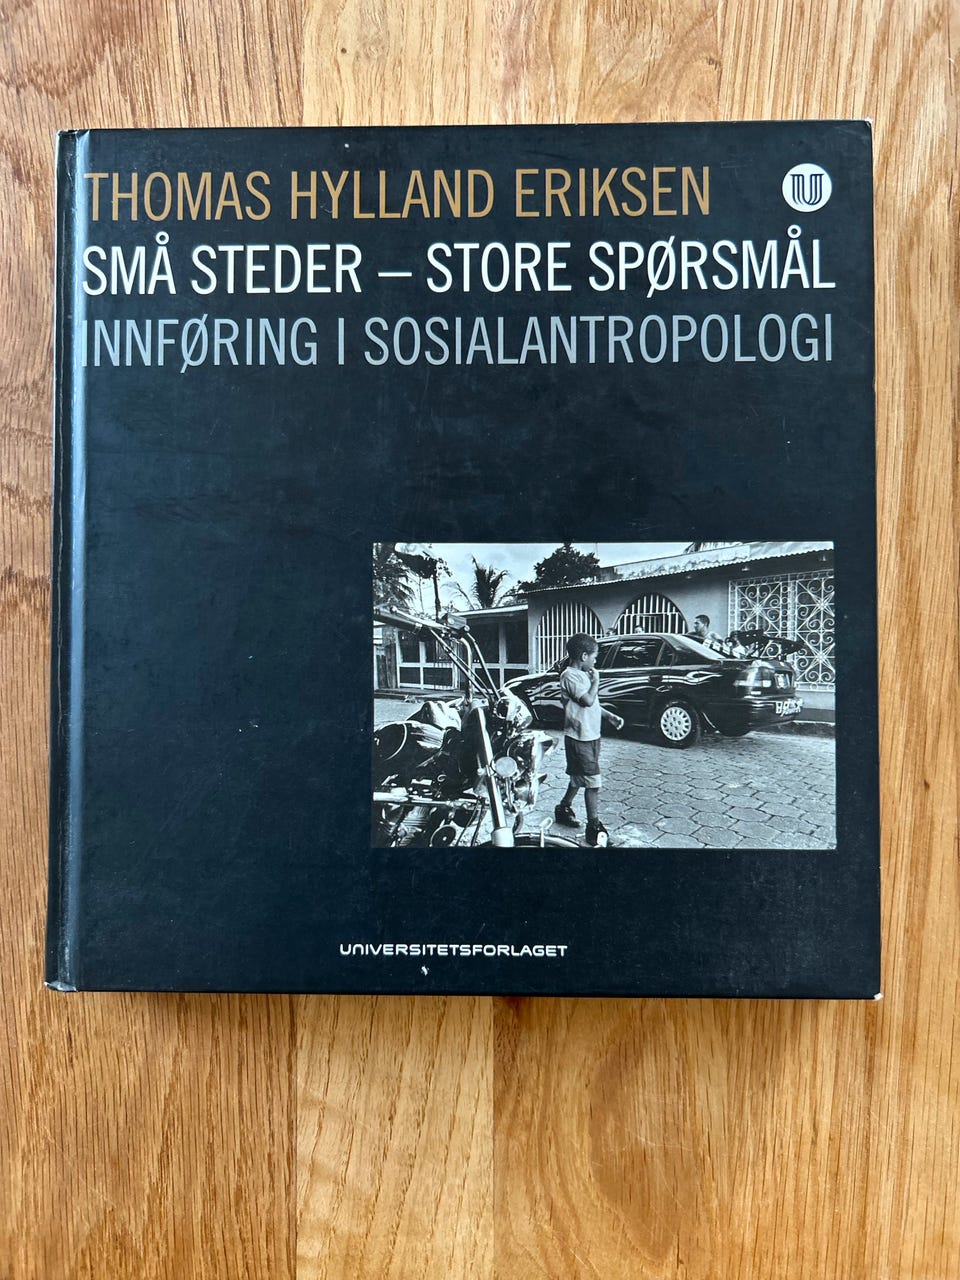 THOMAS HYLLAND ERIKSEN
SMÅ STEDER – STORE SPØRSMÅL
INNFØRING I SOSIALANTROPOLOGI
UNIVERSITETSFORLAGET